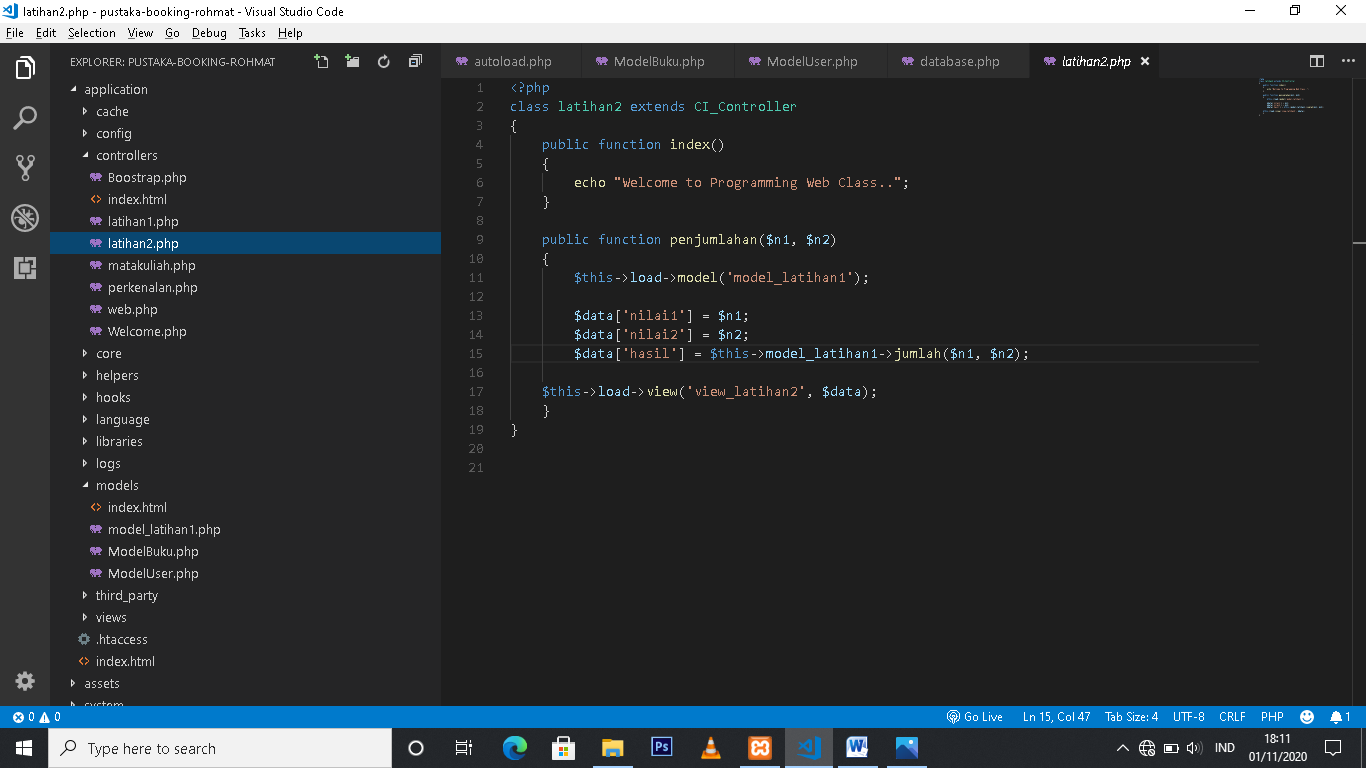 latihan2.php - pustaka-booking-rohmat - Visual Studio Code
File Edit Selection View Go Debug Tasks Help
EXPLORER: PUSTAKA-BOOKING-ROHMAT
application
cache
config
controllers
Boostrap.php
index.html
latihan1.php
latihan2.php
matakuliah.php
perkenalan.php
web.php
Welcome.php
core
helpers
hooks
language
libraries
logs
models
index.html
model_latihan1.php
ModelBuku.php
ModelUser.php
third_party
views
.htaccess
index.html
assets
system
autoload.php ModelBuku.php ModelUser.php database.php latihan2.php
1 <?php
2 class latihan2 extends CI_Controller
3 {
4 public function index()
5 {
6 echo "Welcome to Programming Web Class..";
7 }
8
9 public function penjumlahan($n1, $n2)
10 {
11 $this->load->model('model_latihan1');
12
13 $data['nilai1'] = $n1;
14 $data['nilai2'] = $n2;
15 $data['hasil'] = $this->model_latihan1->jumlah($n1, $n2);
16
17 $this->load->view('view_latihan2', $data);
18 }
19 }
20
21
0 0 Go Live Ln 15, Col 47 Tab Size: 4 UTF-8 CRLF PHP 1
Type here to search Ps W IND 18:11
01/11/2020